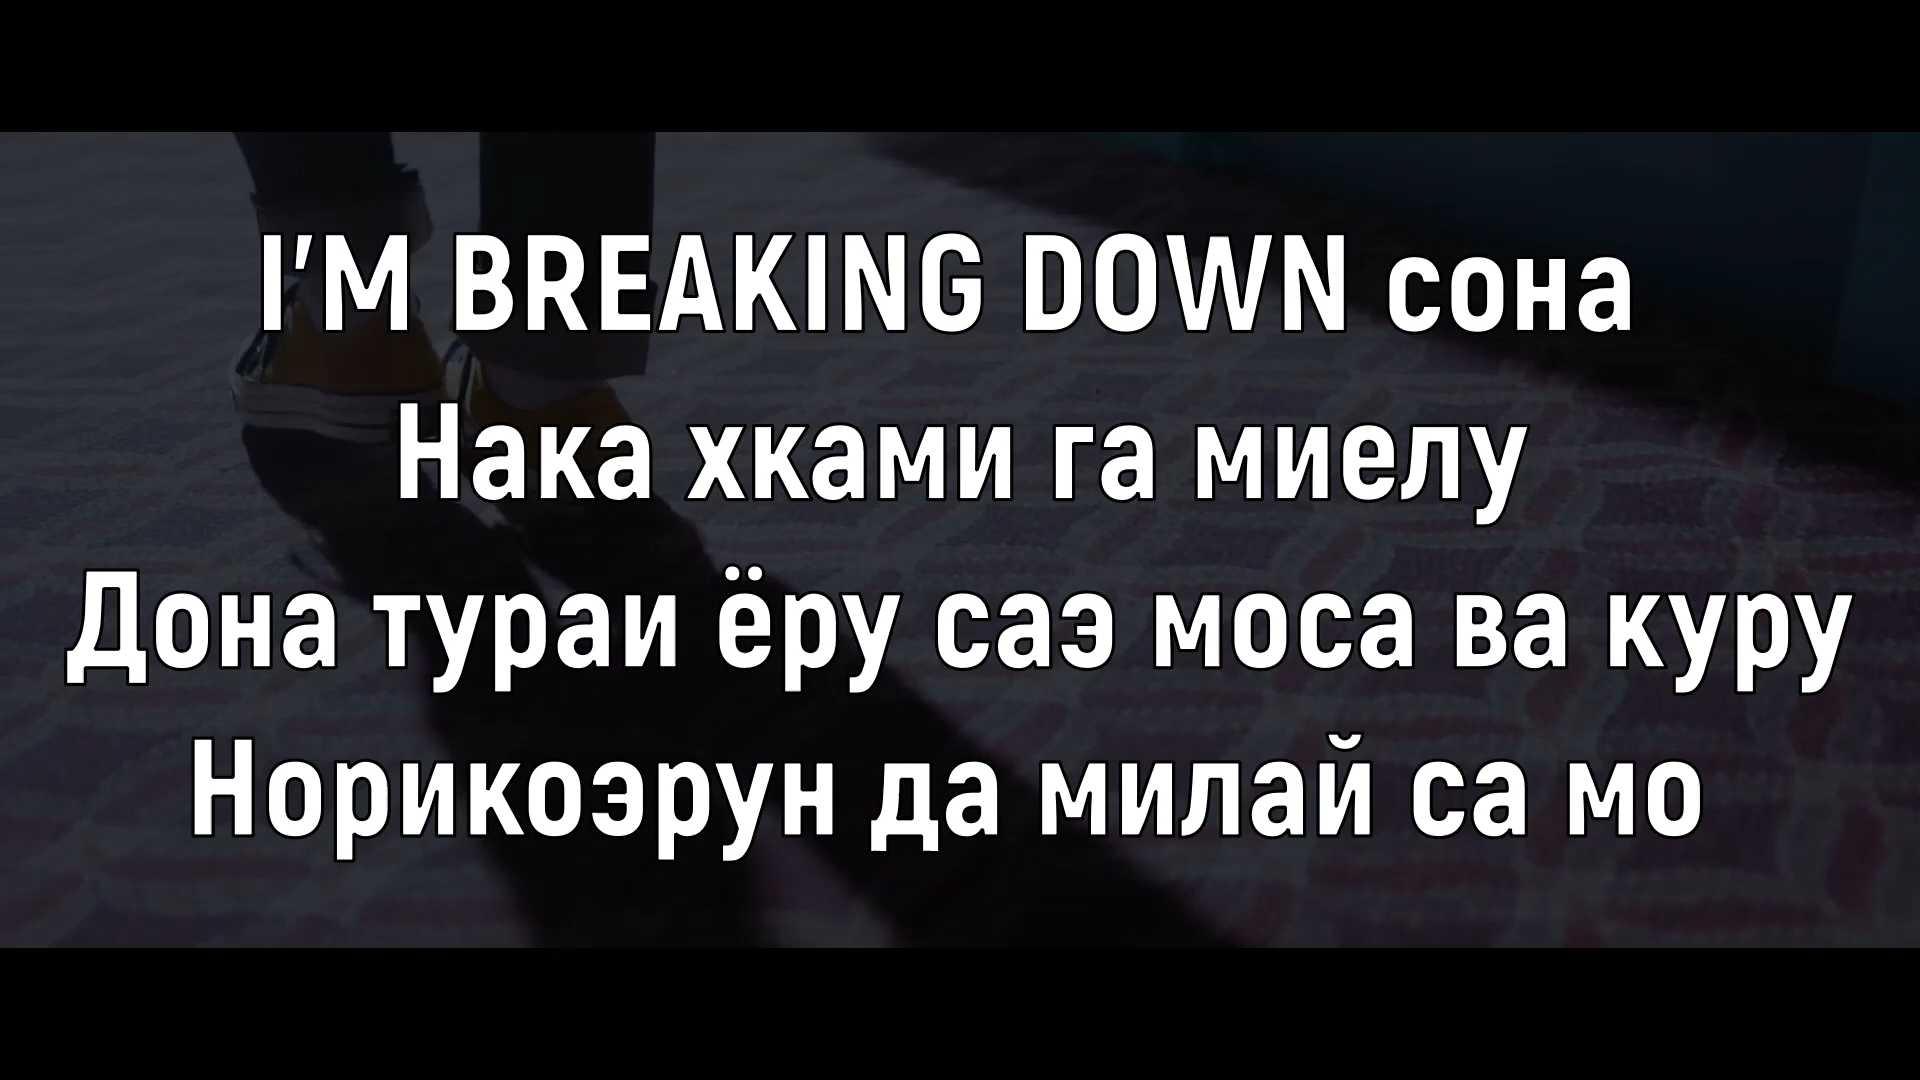 I'M BREAKING DOWN сона
Нака хками га миелу
Дона тураи ёру саэ моса ва куру
Норикоэрун да милай са мо